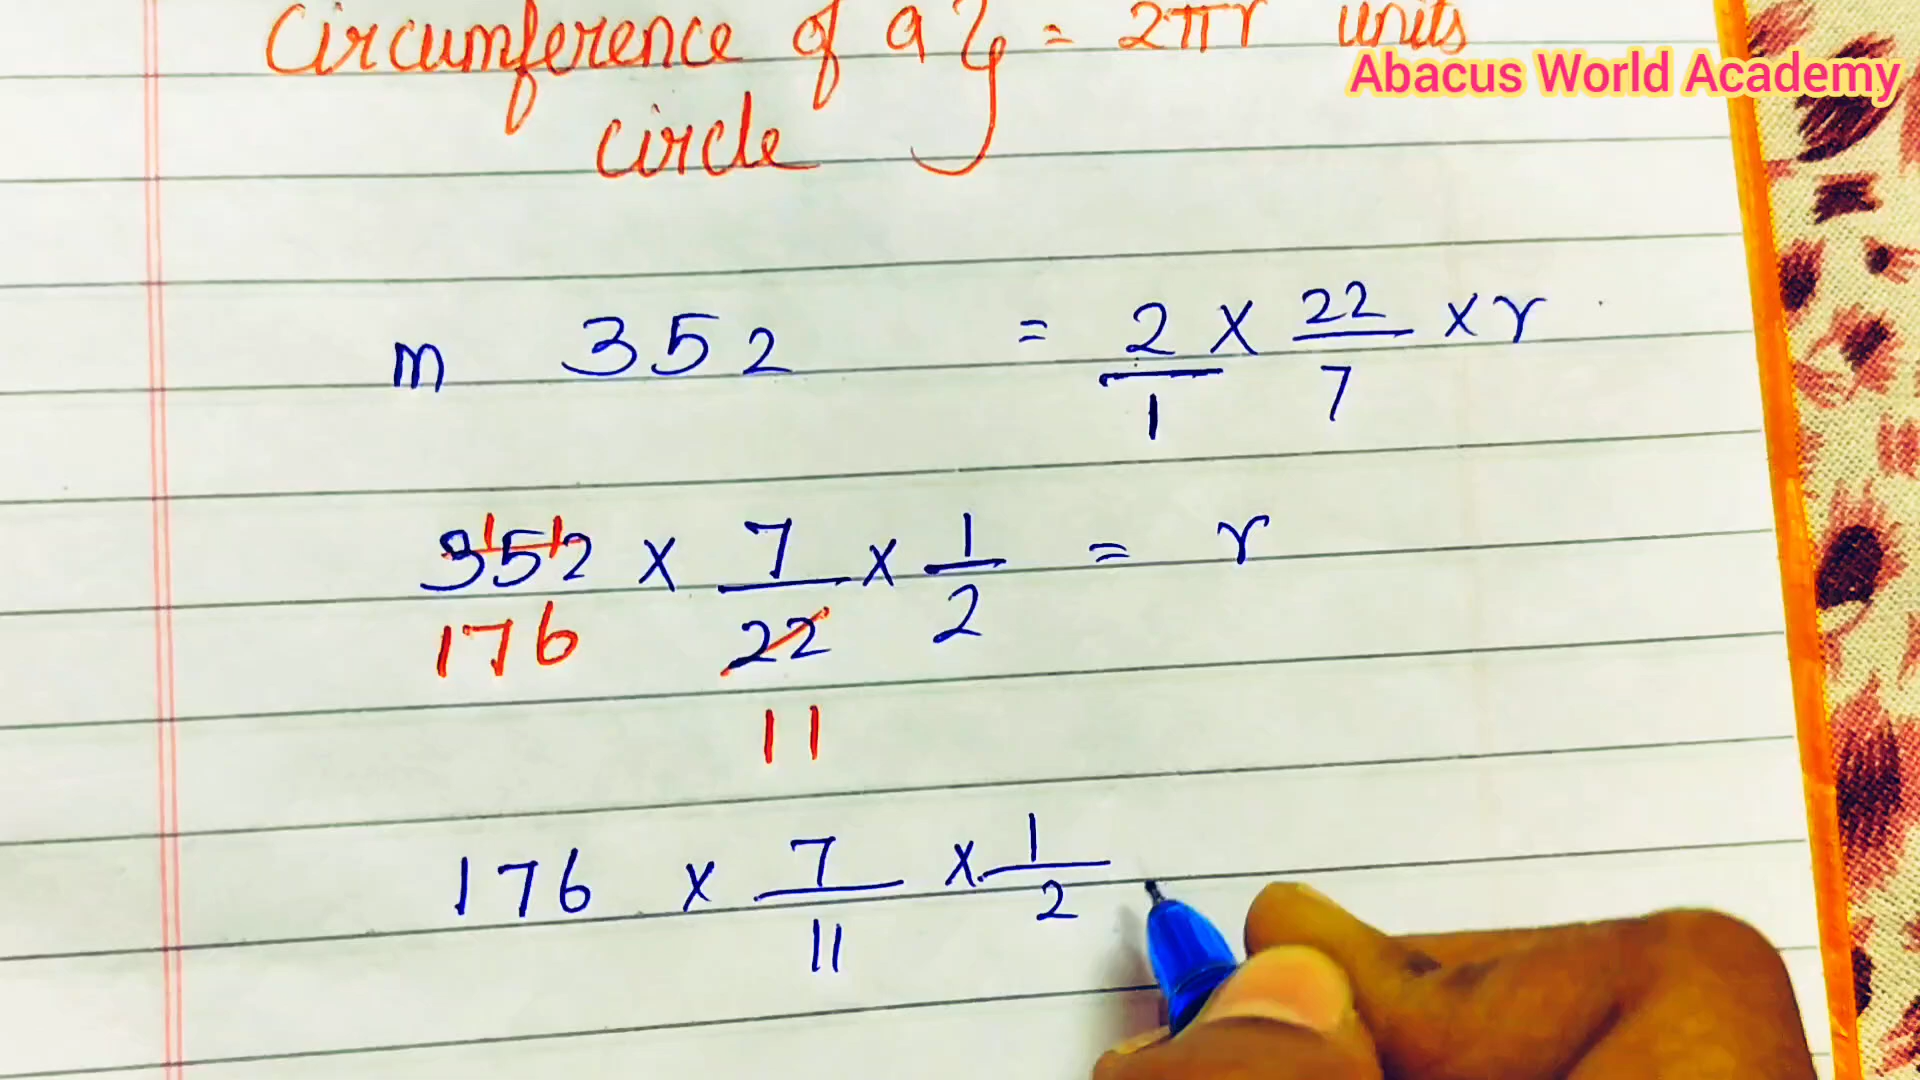 Circumference of a } = 2πr units
circle
Abacus World Academy
m 352 = 2/1 × 22/7 × r
352 × 7/22 × 1/2 = r
176 11
176 × 7/11 × 1/2